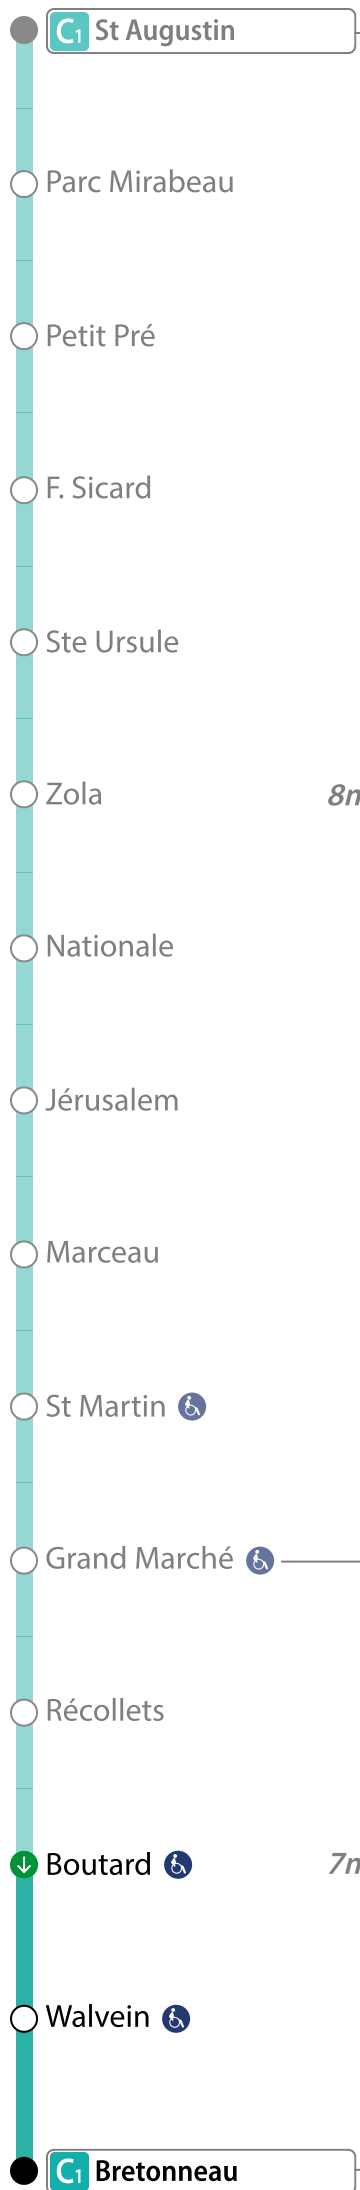 C1 St Augustin
Parc Mirabeau
Petit Pré
F. Sicard
Ste Ursule
Zola
Nationale
Jérusalem
Marceau
St Martin
Grand Marché
Récollets
Boutard
Walvein
C1 Bretonneau